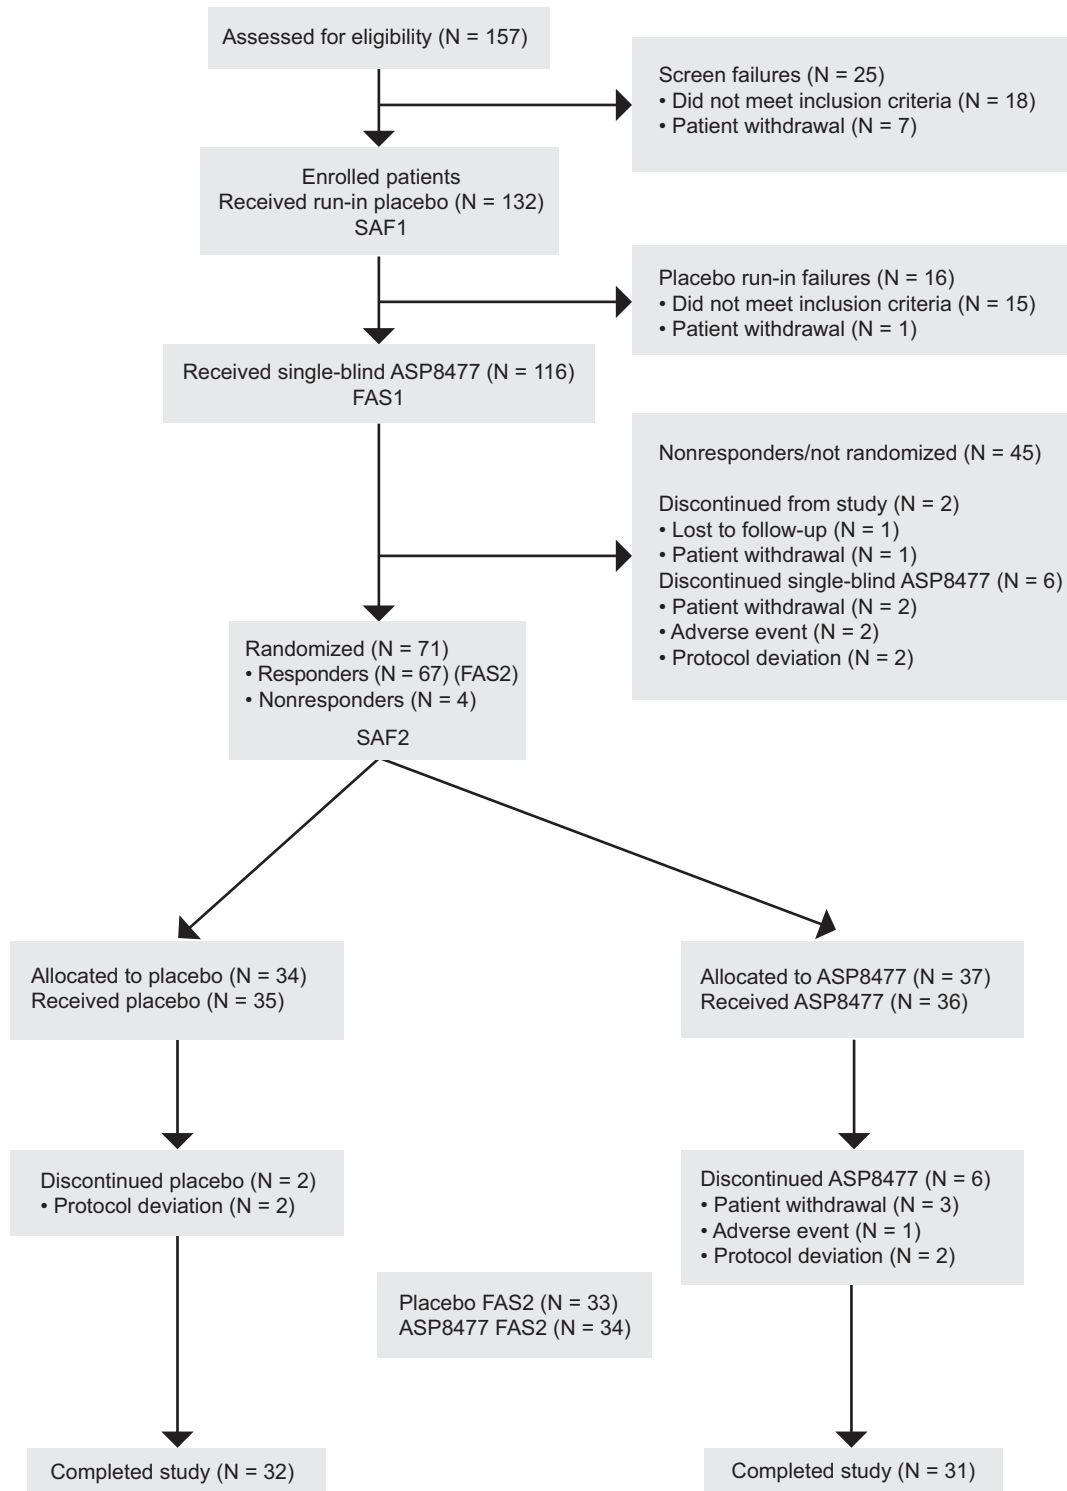 Assessed for eligibility (N = 157)
Screen failures (N = 25)
• Did not meet inclusion criteria (N = 18)
• Patient withdrawal (N = 7)
Enrolled patients
Received run-in placebo (N = 132)
SAF1
Placebo run-in failures (N = 16)
• Did not meet inclusion criteria (N = 15)
• Patient withdrawal (N = 1)
Received single-blind ASP8477 (N = 116)
FAS1
Nonresponders/not randomized (N = 45)
Discontinued from study (N = 2)
• Lost to follow-up (N = 1)
• Patient withdrawal (N = 1)
Discontinued single-blind ASP8477 (N = 6)
• Patient withdrawal (N = 2)
• Adverse event (N = 2)
• Protocol deviation (N = 2)
Randomized (N = 71)
• Responders (N = 67) (FAS2)
• Nonresponders (N = 4)
SAF2
Allocated to placebo (N = 34)
Received placebo (N = 35)
Allocated to ASP8477 (N = 37)
Received ASP8477 (N = 36)
Discontinued placebo (N = 2)
• Protocol deviation (N = 2)
Discontinued ASP8477 (N = 6)
• Patient withdrawal (N = 3)
• Adverse event (N = 1)
• Protocol deviation (N = 2)
Placebo FAS2 (N = 33)
ASP8477 FAS2 (N = 34)
Completed study (N = 32)
Completed study (N = 31)